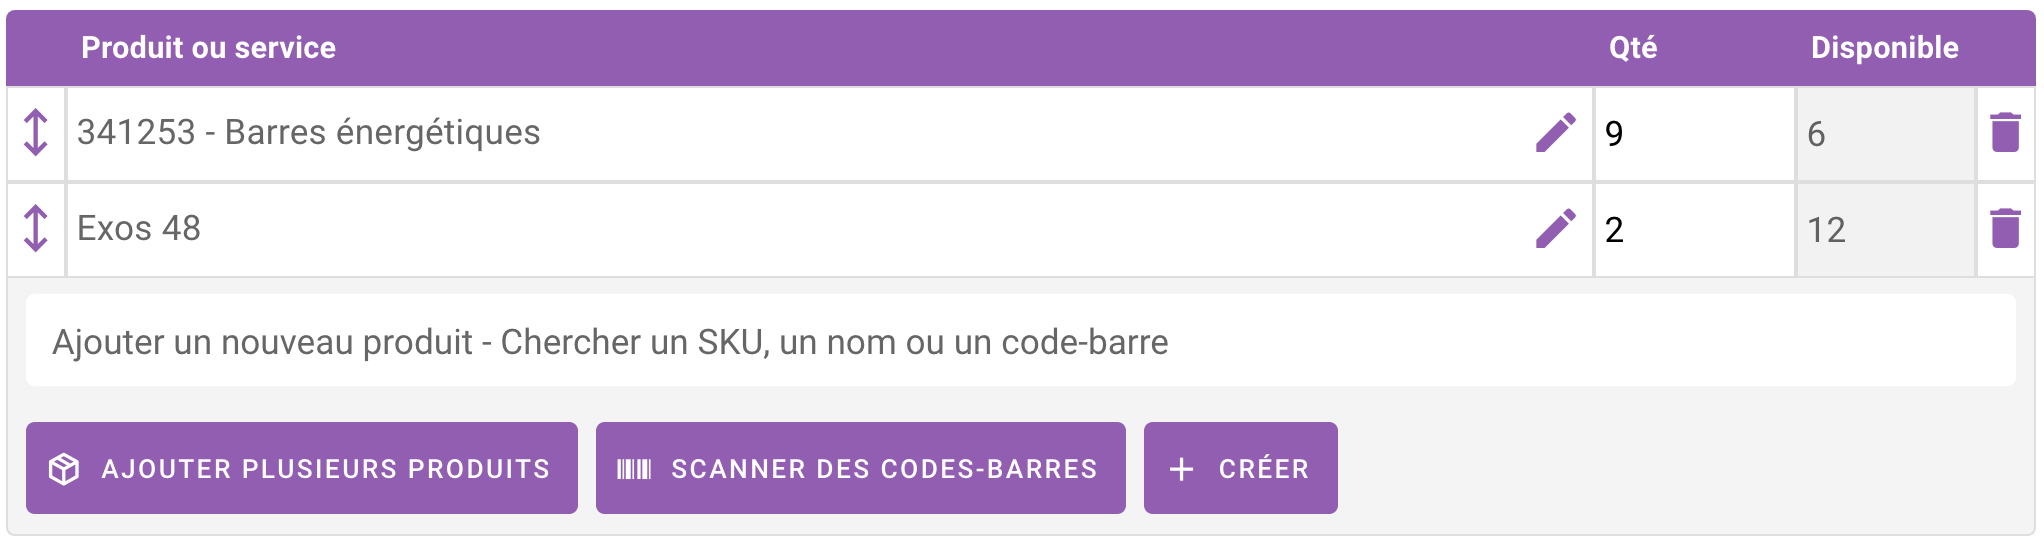 Produit ou service Qté Disponible
341253 - Barres énergétiques 9 6
Exos 48 2 12
Ajouter un nouveau produit - Chercher un SKU, un nom ou un code-barre
AJOUTER PLUSIEURS PRODUITS SCANNER DES CODES-BARRES CRÉER